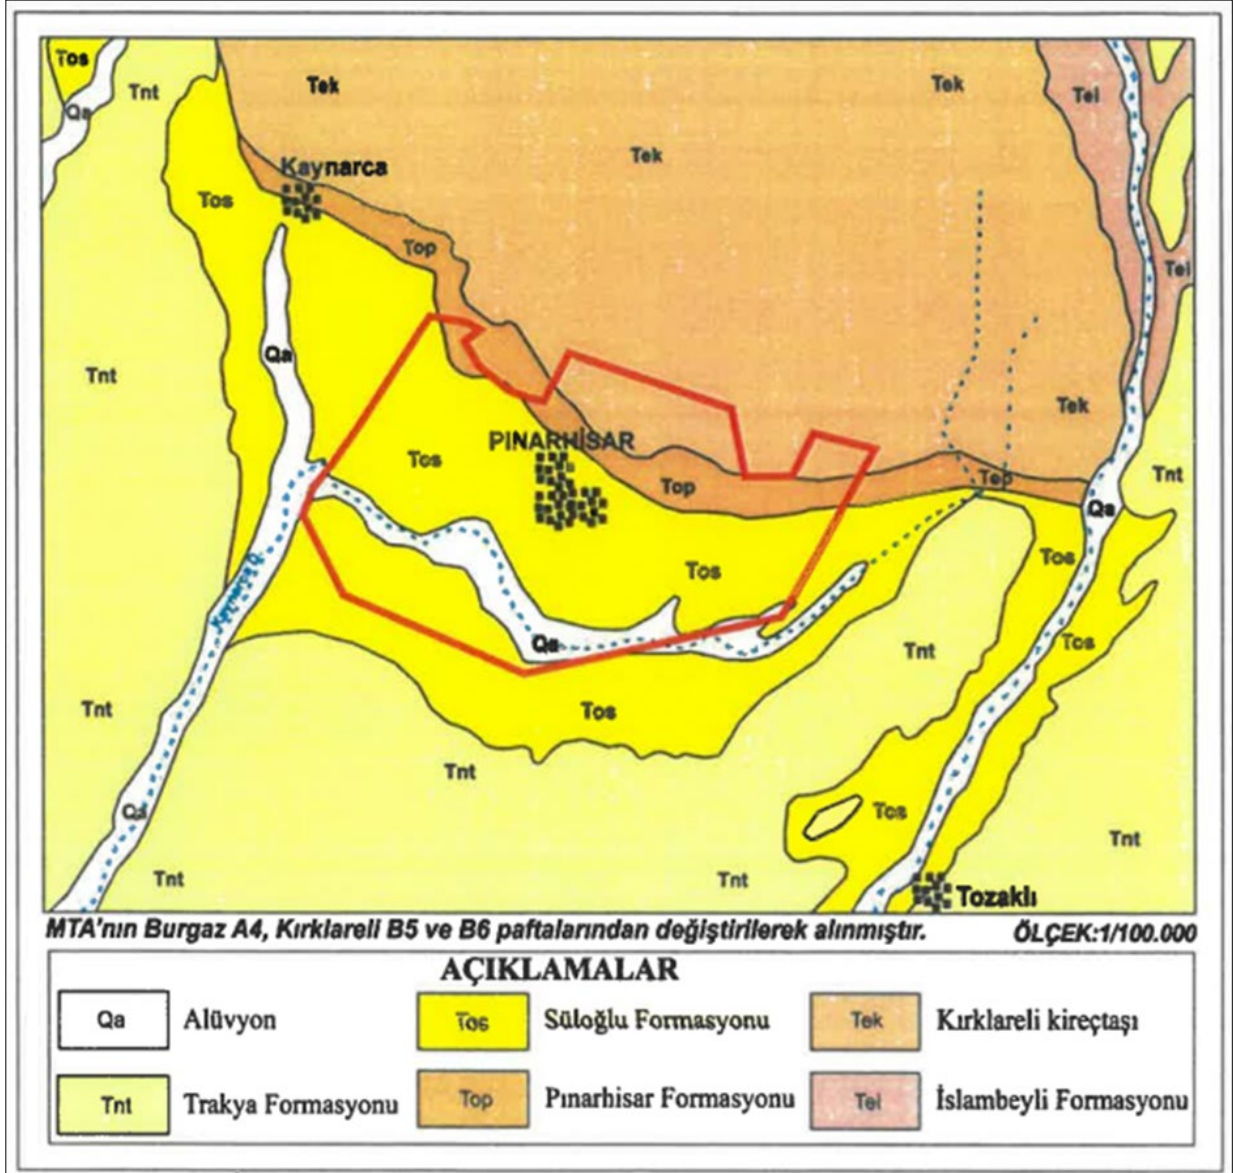 Tos
Tnt
Tek
Tek
Tel
Qa
Kaynarca
Tek
Tos
Top
Tel
Qa
Tnt
Tek
PINARHİSAR
Tos
Top
Tep
Tnt
Qa
Tos
Tos
Kaynarca D.
Qa
Tnt
Tos
Tnt
Tos
Tnt
Qa
Tos
Tnt
Tnt
Tnt
Tozaklı
MTA'nın Burgaz A4, Kırklareli B5 ve B6 paftalarından değiştirilerek alınmıştır. ÖLÇEK:1/100.000
AÇIKLAMALAR
Qa Alüvyon Tos Süloğlu Formasyonu Tek Kırklareli kireçtaşı
Tnt Trakya Formasyonu Top Pınarhisar Formasyonu Tel İslambeyli Formasyonu